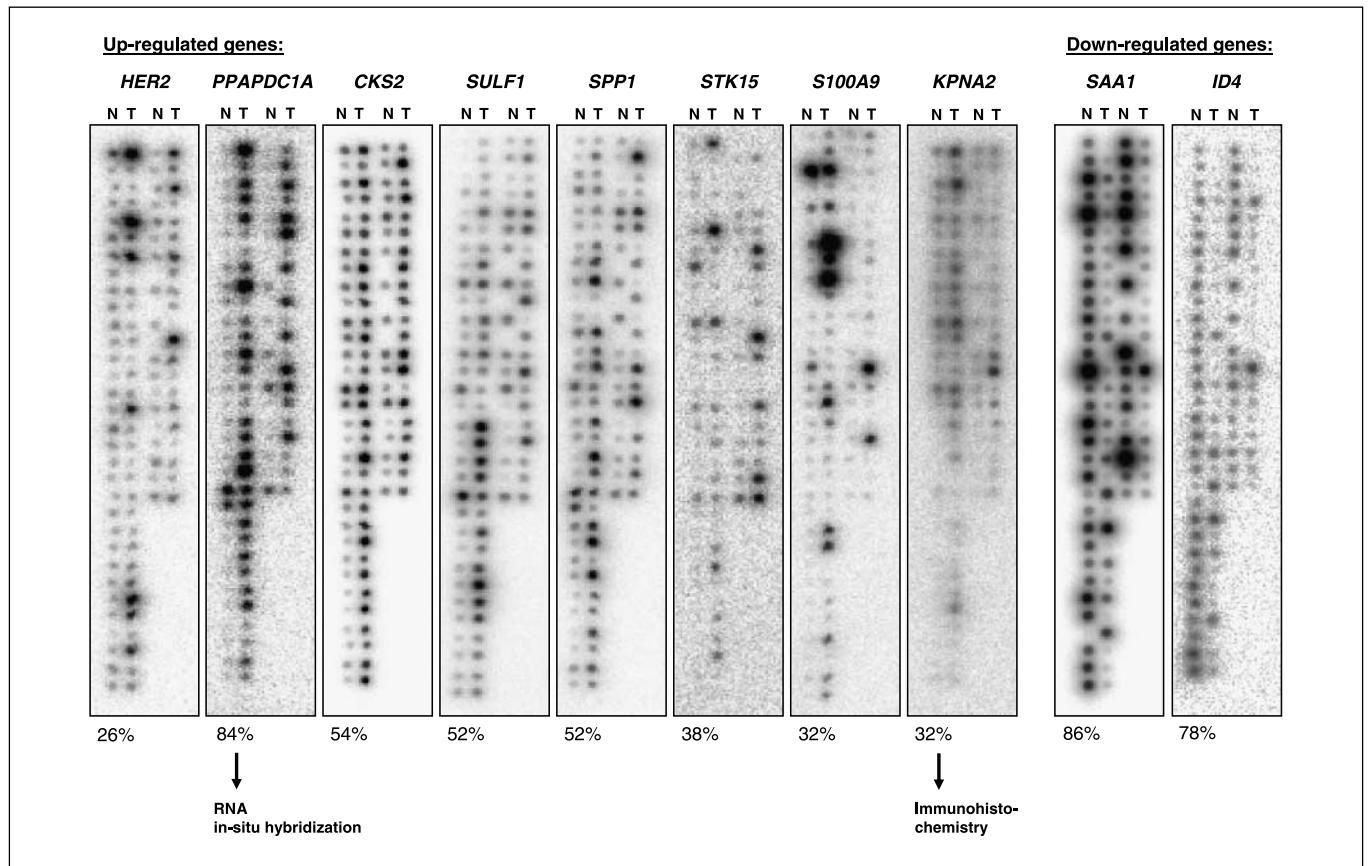 Up-regulated genes:
Down-regulated genes:
HER2 PPAPDC1A CKS2 SULF1 SPP1 STK15 S100A9 KPNA2 SAA1 ID4
N T N T N T N T N T N T N T N T N T N T N T N T N T N T N T N T N T N T N T N T
26% 84% 54% 52% 52% 38% 32% 32% 86% 78%
RNA
in-situ hybridization
Immunohisto-
chemistry